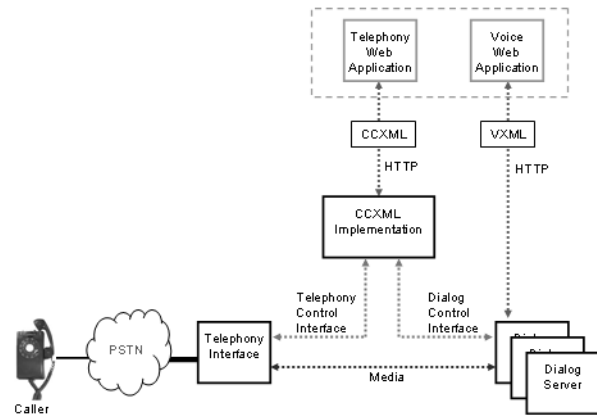 Telephony
Web
Application
Voice
Web
Application
CCXML
VXML
HTTP
HTTP
CCXML
Implementation
Telephony
Control
Interface
Dialog
Control
Interface
PSTN
Telephony
Interface
Media
Dialog
Server
Caller